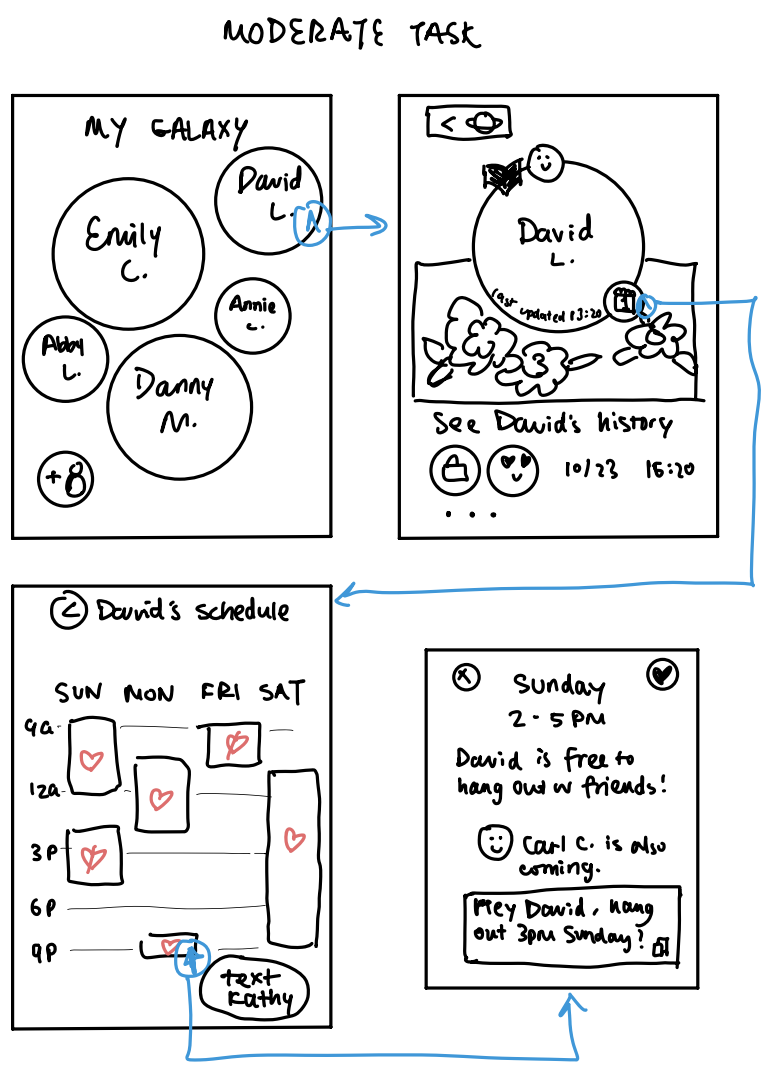 MODERATE TASK
MY GALAXY
David
L.
Emily
C.
Annie
C.
Abby
L.
Danny
M.
+8
<
David
L.
last updated 13:20
See David's history
10/23 15:20
...
< David's schedule
SUN MON FRI SAT
9a
12a
3P
6P
9P
text
Kathy
x
Sunday
2-5 PM
David is free to
hang out w friends!
Carl C. is also
coming.
Hey David, hang
out 3pm Sunday?